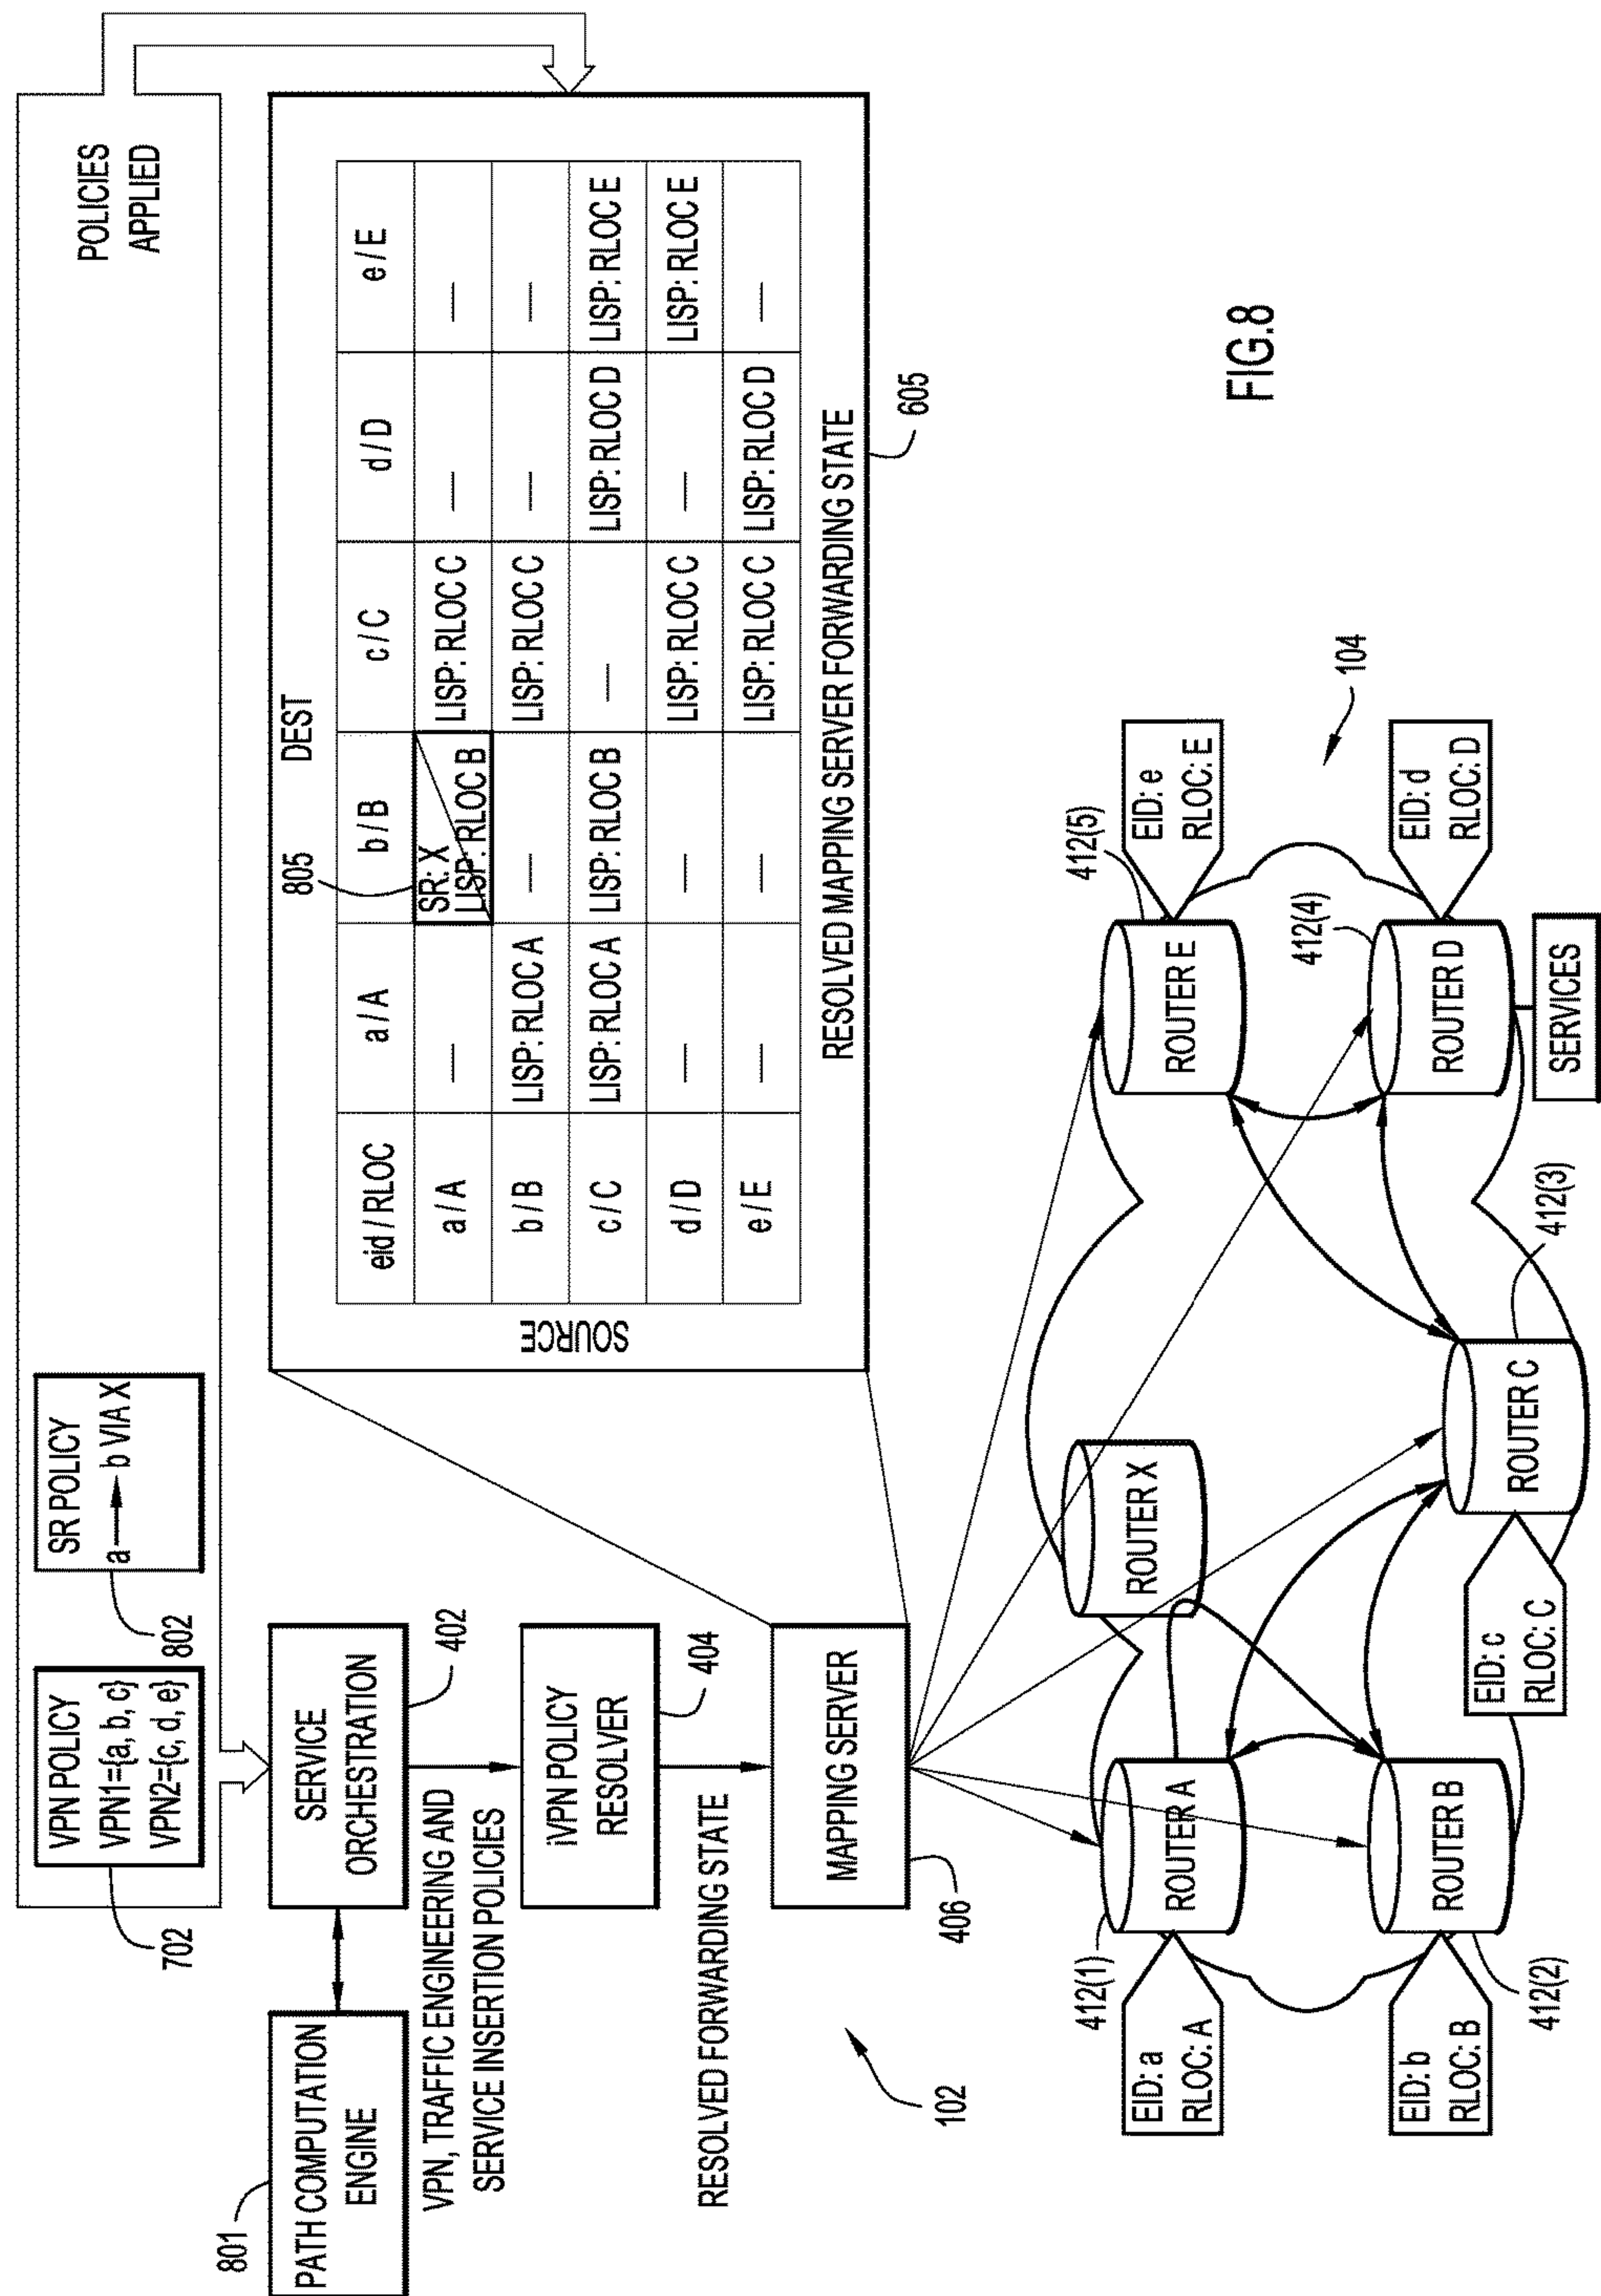 VPN POLICY
VPN1={a, b, c}
VPN2={c, d, e}
702
SR POLICY
a b VIA X
802
POLICIES
APPLIED
801
PATH COMPUTATION
ENGINE
SERVICE
ORCHESTRATION
402
VPN, TRAFFIC ENGINEERING AND
SERVICE INSERTION POLICIES
iVPN POLICY
RESOLVER
404
RESOLVED FORWARDING STATE
MAPPING SERVER
406
102
805
DEST
SOURCE
eid / RLOC a / A b / B c / C d / D e / E
a / A — SR: X LISP: RLOC B LISP: RLOC C — —
b / B LISP: RLOC A — LISP: RLOC C — —
c / C LISP: RLOC A LISP: RLOC B — LISP: RLOC D LISP: RLOC E
d / D — — LISP: RLOC C — LISP: RLOC E
e / E — — LISP: RLOC C LISP: RLOC D —
RESOLVED MAPPING SERVER FORWARDING STATE
605
412(1)
EID: a
RLOC: A
ROUTER A
ROUTER X
412(5)
ROUTER E
EID: e
RLOC: E
104
EID: b
RLOC: B
ROUTER B
412(2)
EID: c
RLOC: C
ROUTER C
412(3)
412(4)
ROUTER D
EID: d
RLOC: D
SERVICES
FIG.8